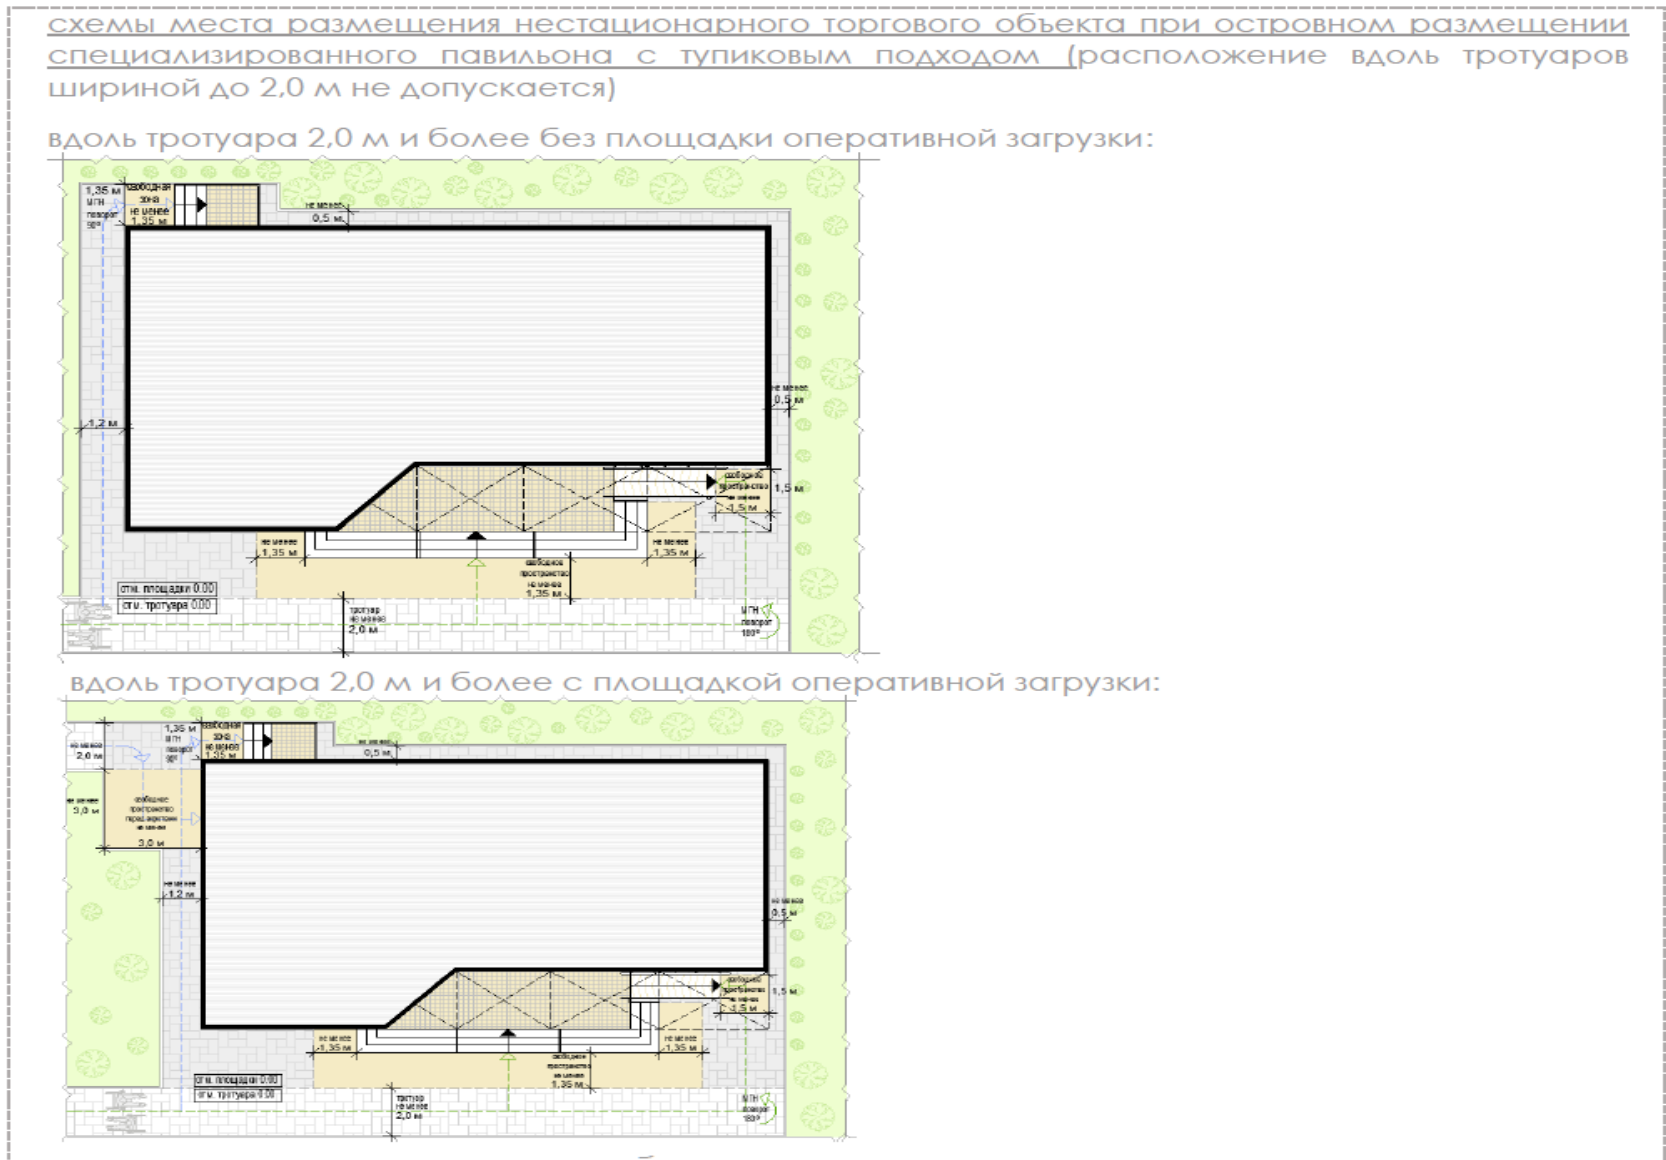 схемы места размещения нестационарного торгового объекта при островном размещении
специализированного павильона с тупиковым подходом (расположение вдоль тротуаров
шириной до 2,0 м не допускается)
вдоль тротуара 2,0 м и более без площадки оперативной загрузки:
1,35 м
МГН
поворот
90°
свободная
зона
не менее
1,35 м
не менее
0,5 м
1,2 м
не менее
0,5 м
свободное
пространство
не менее
1,5 м
1,5 м
не менее
1,35 м
не менее
1,35 м
свободное
пространство
не менее
1,35 м
отм. площадки 0.00
отм. тротуара 0.00
тротуар
не менее
2,0 м
МГН
поворот
180°
вдоль тротуара 2,0 м и более с площадкой оперативной загрузки:
1,35 м
МГН
поворот
90°
свободная
зона
не менее
1,35 м
не менее
2,0 м
не менее
0,5 м
не менее
3,0 м
свободное
пространство
перед
не менее
3,0 м
не менее
1,2 м
не менее
0,5 м
свободное
пространство
не менее
1,5 м
1,5 м
не менее
1,35 м
не менее
1,35 м
свободное
пространство
не менее
1,35 м
отм. площадки 0.00
отм. тротуара 0.00
тротуар
не менее
2,0 м
МГН
поворот
180°